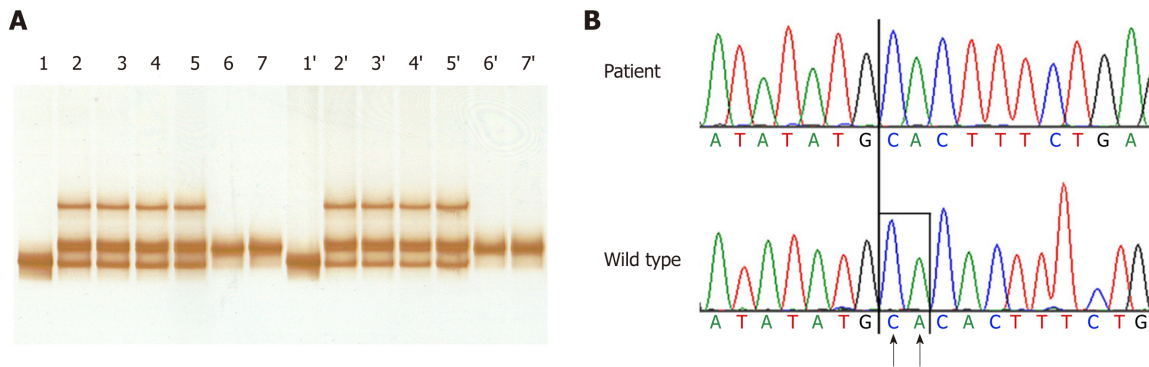 A
1 2 3 4 5 6 7 1' 2' 3' 4' 5' 6' 7'
B
Patient
A T A T A T G C A C T T T C T G A
Wild type
A T A T A T G C A C A C T T T C T G